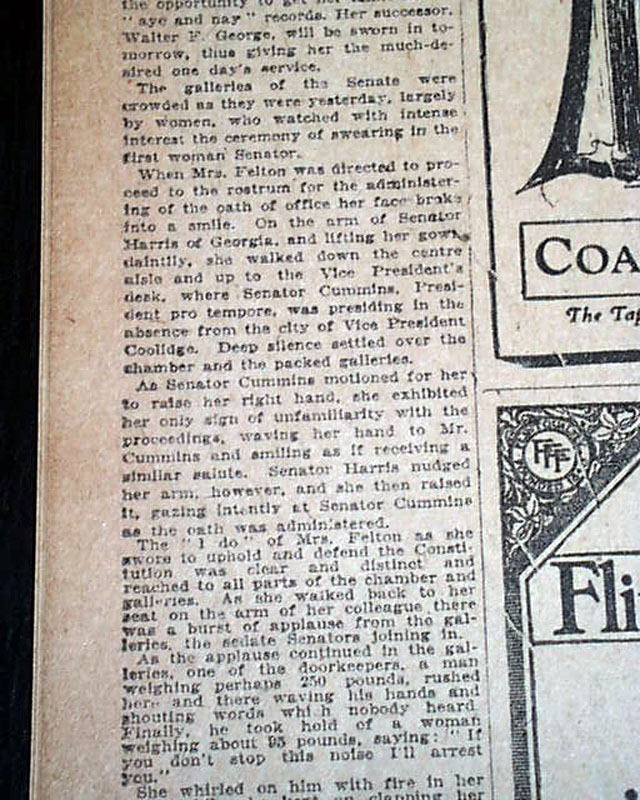 the opportunity to get her
"aye and nay" records. Her successor,
Walter F. George, will be sworn in to-
morrow, thus giving her the much-de-
sired one day's service.
The galleries of the Senate were
crowded as they were yesterday, largely
by women, who watched with intense
interest the ceremony of swearing in the
first woman Senator.
When Mrs. Felton was directed to pro-
ceed to the rostrum for the administer-
ing of the oath of office her face broke
into a smile. On the arm of Senator
Harris of Georgia, and lifting her gown
daintily, she walked down the centre
aisle and up to the Vice President's
desk, where Senator Cummins, Presi-
dent pro tempore, was presiding in the
absence from the city of Vice President
Coolidge. Deep silence settled over the
chamber and the packed galleries.
As Senator Cummins motioned for her
to raise her right hand, she exhibited
her only sign of unfamiliarity with the
proceedings, waving her hand to Mr.
Cummins and smiling as if receiving a
similar salute. Senator Harris nudged
her arm, however, and she then raised
it, gazing intently at Senator Cummins
as the oath was administered.
The "I do" of Mrs. Felton as she
swore to uphold and defend the Consti-
tution was clear and distinct and
reached to all parts of the chamber and
galleries. As she walked back to her
seat on the arm of her colleague there
was a burst of applause from the gal-
leries, the sedate Senators joining in.
As the applause continued in the gal-
leries, one of the doorkeepers, a man
weighing perhaps 250 pounds, rushed
here and there waving his hands and
shouting words which nobody heard.
Finally, he took hold of a woman
weighing about 95 pounds, saying: "If
you don't stop this noise I'll arrest
you."
She whirled on him with fire in her
clapping her
COA
The Tap
FFF
Fli